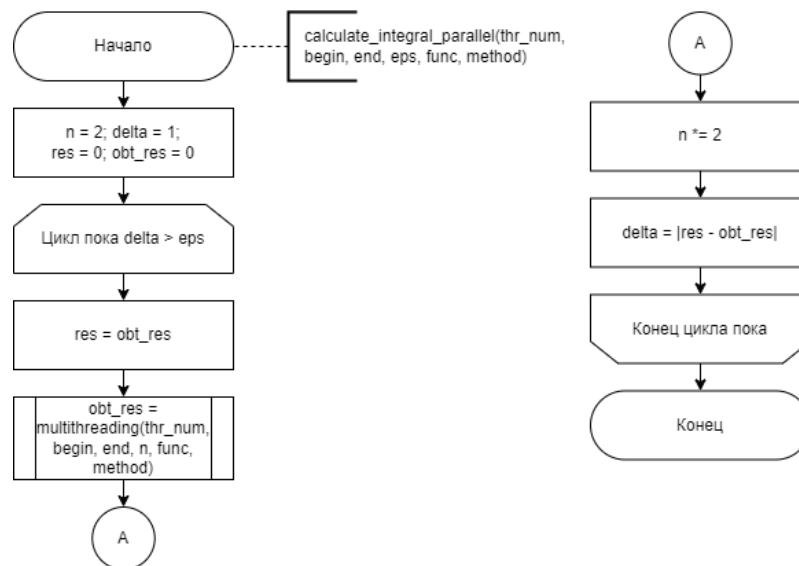 Начало
calculate_integral_parallel(thr_num,
begin, end, eps, func, method)
n = 2; delta = 1;
res = 0; obt_res = 0
Цикл пока delta > eps
res = obt_res
obt_res =
multithreading(thr_num,
begin, end, n, func,
method)
A
A
n *= 2
delta = |res - obt_res|
Конец цикла пока
Конец